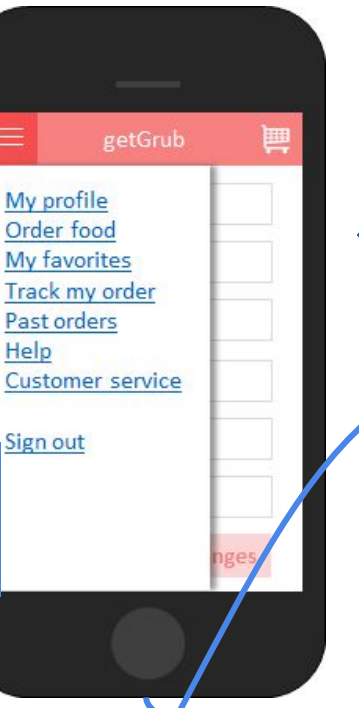 getGrub
My profile
Order food
My favorites
Track my order
Past orders
Help
Customer service
Sign out
nges